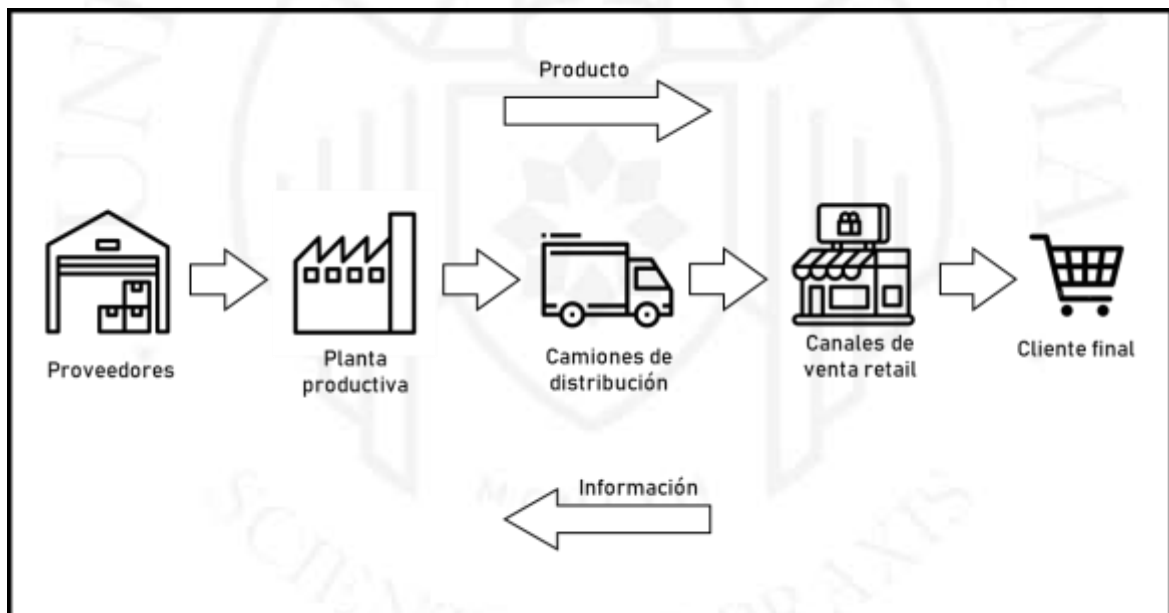 Producto
Proveedores
Planta
productiva
Camiones de
distribución
Canales de
venta retail
Cliente final
Información